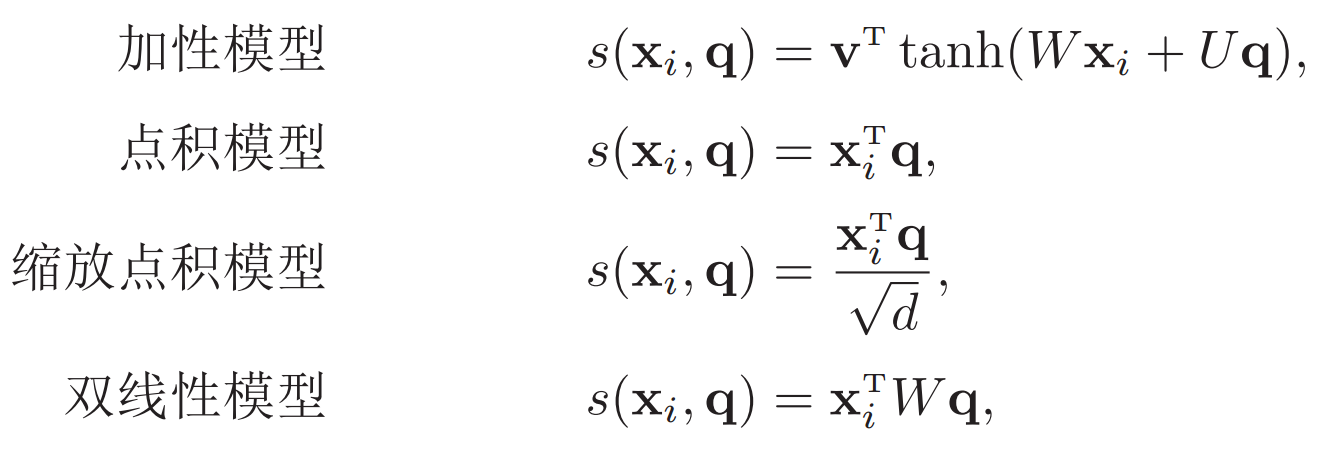 加性模型 s(𝐱ᵢ, 𝐪) = 𝐯ᵀ tanh(W𝐱ᵢ + U𝐪),
点积模型 s(𝐱ᵢ, 𝐪) = 𝐱ᵢᵀ𝐪,
缩放点积模型 s(𝐱ᵢ, 𝐪) = 𝐱ᵢᵀ𝐪 / √d,
双线性模型 s(𝐱ᵢ, 𝐪) = 𝐱ᵢᵀW𝐪,